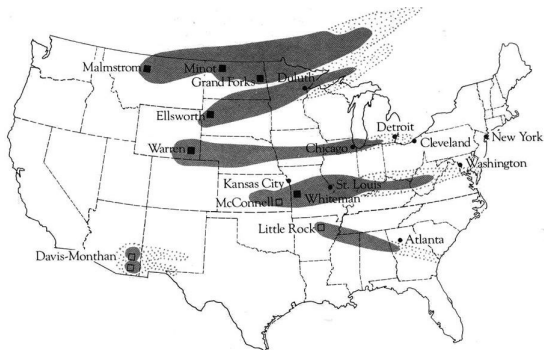 Malmstrom
Minot
Grand Forks
Duluth
Ellsworth
Warren
Chicago
Detroit
Cleveland
New York
Washington
Kansas City
St. Louis
McConnell
Whiteman
Little Rock
Atlanta
Davis-Monthan